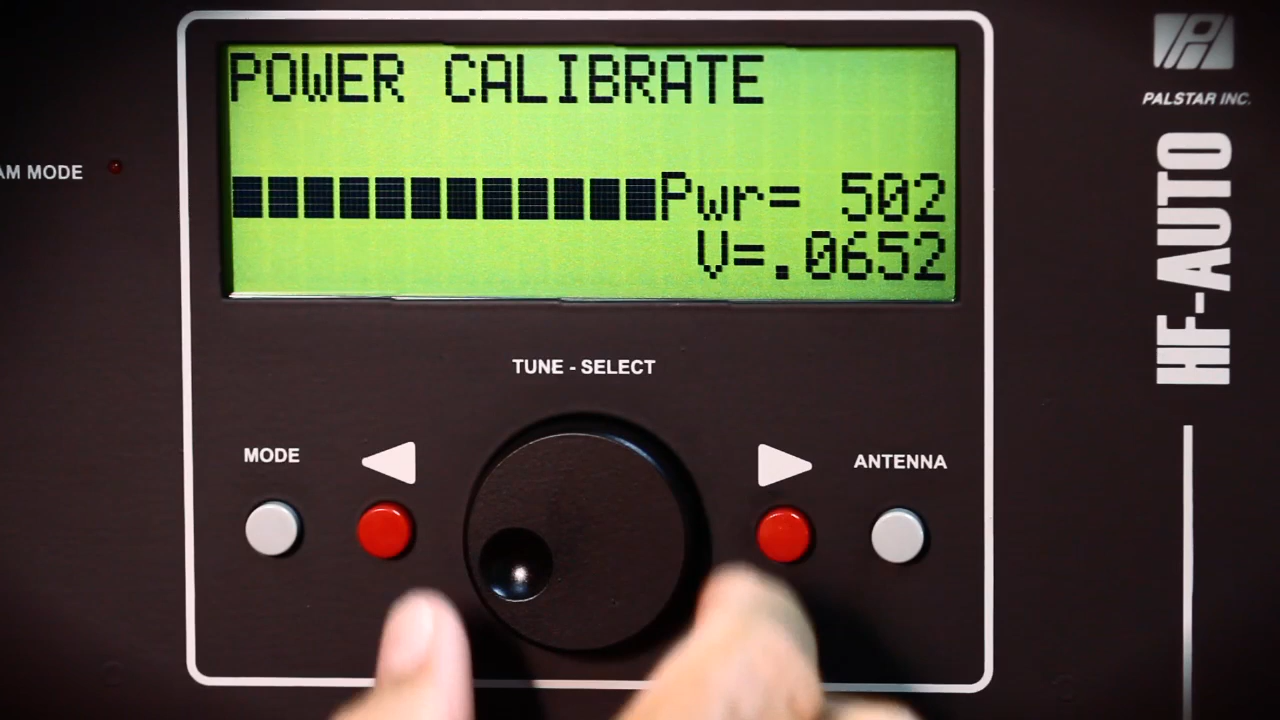 POWER CALIBRATE
Pwr= 502
V=.0652
AM MODE
TUNE - SELECT
MODE
ANTENNA
PALSTAR INC.
HF-AUTO